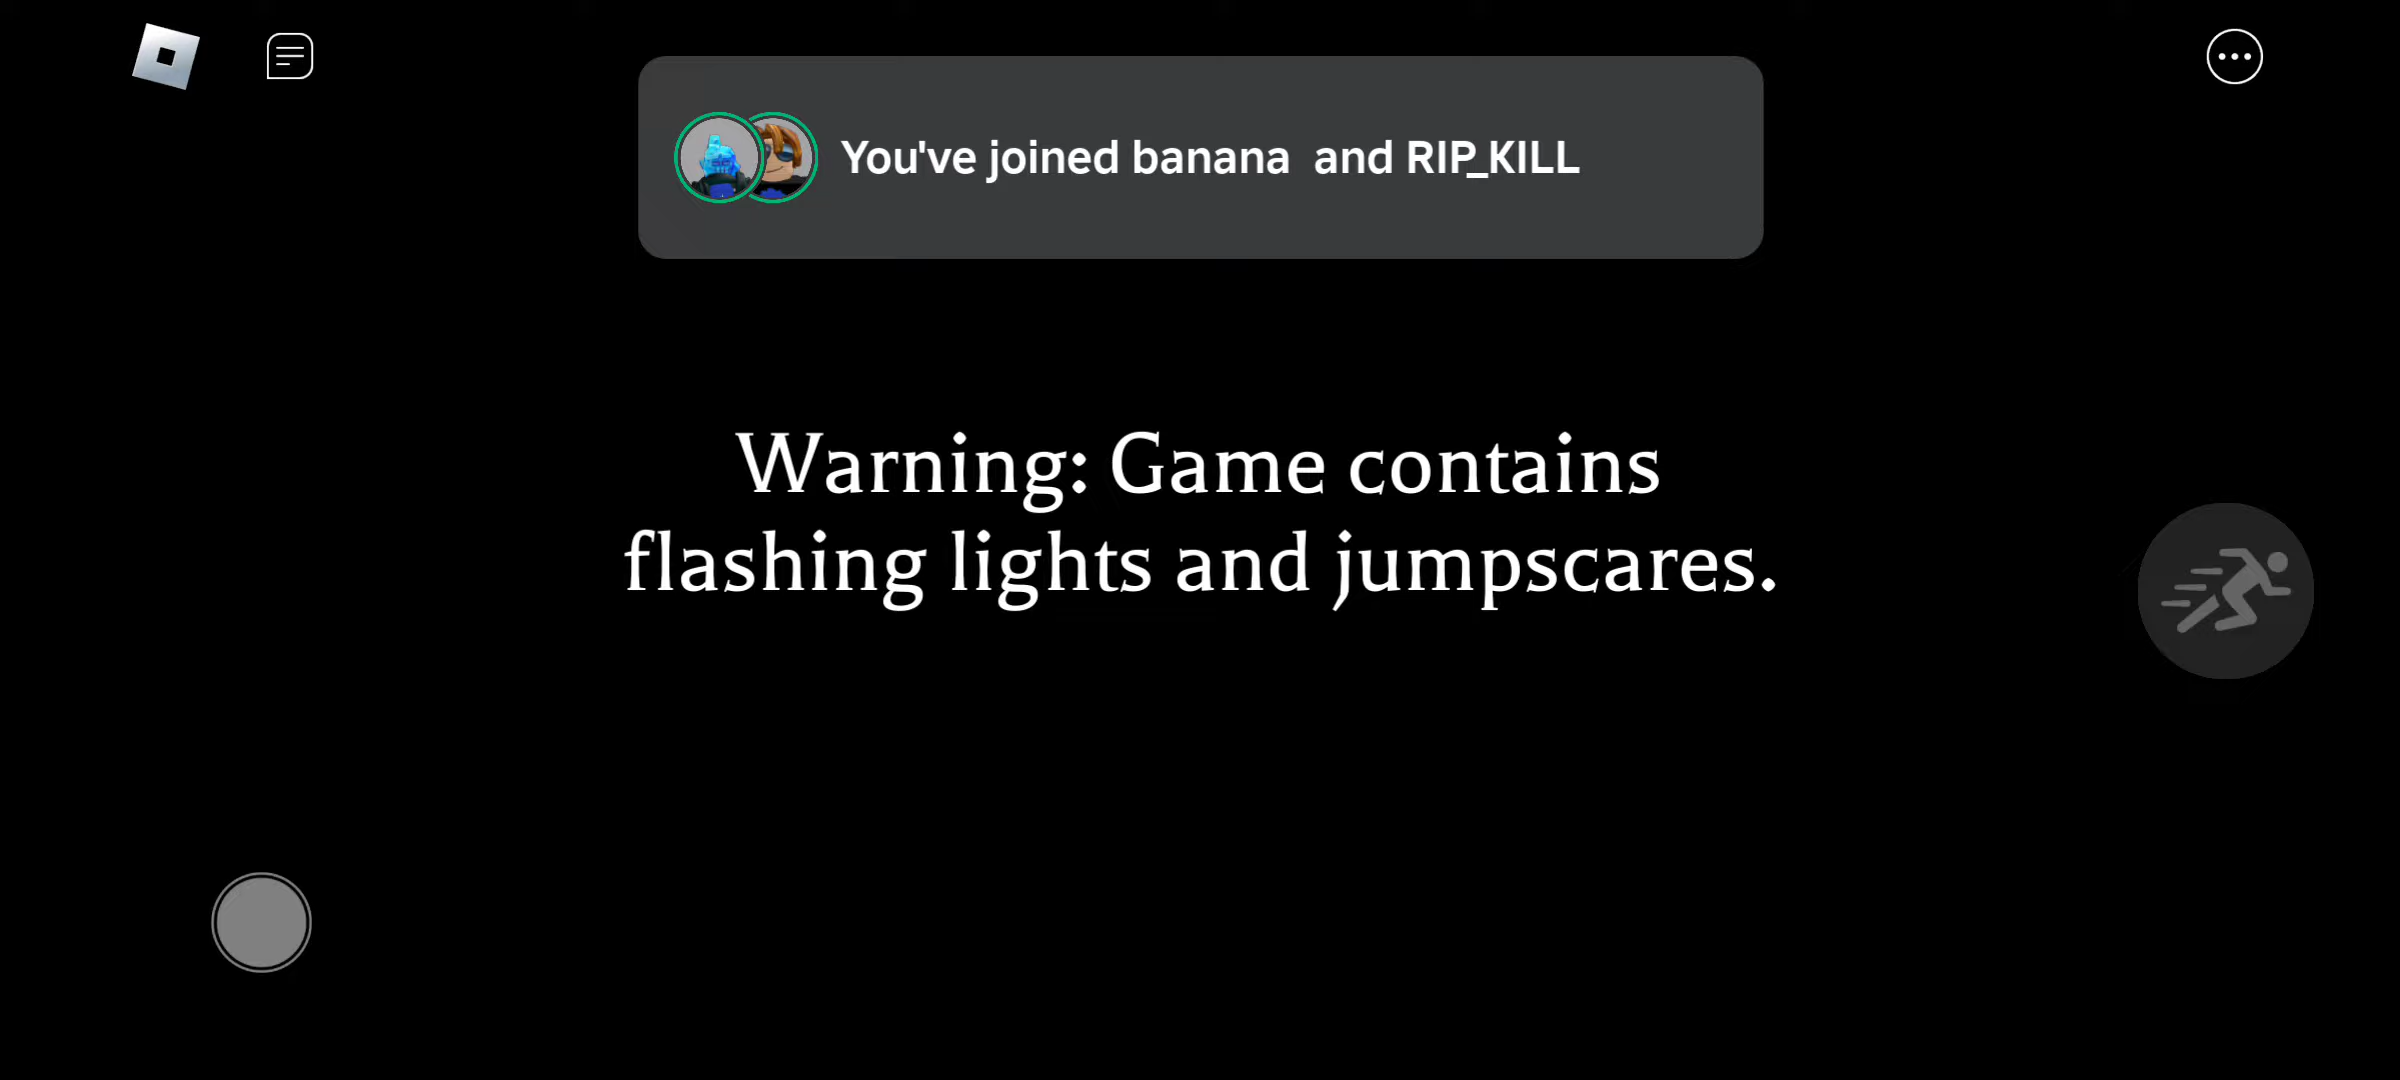 You've joined banana  and RIP_KILL
Warning: Game contains
flashing lights and jumpscares.